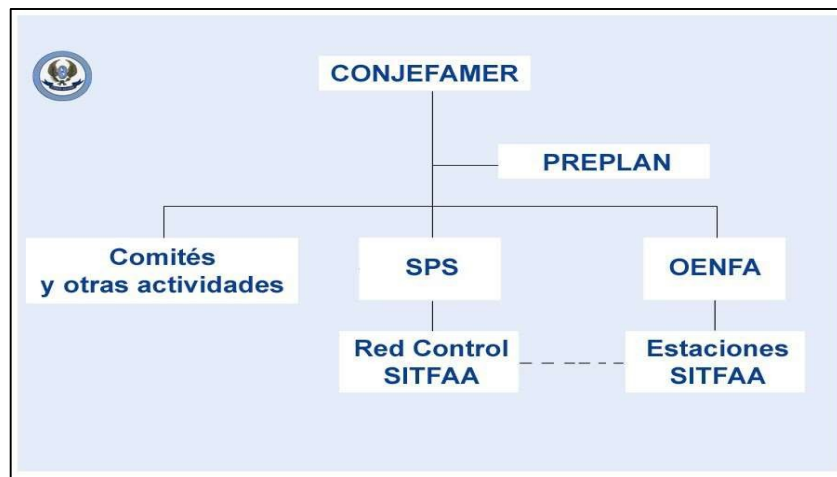 CONJEFAMER
PREPLAN
Comités
y otras actividades
SPS
OENFA
Red Control
SITFAA
Estaciones
SITFAA